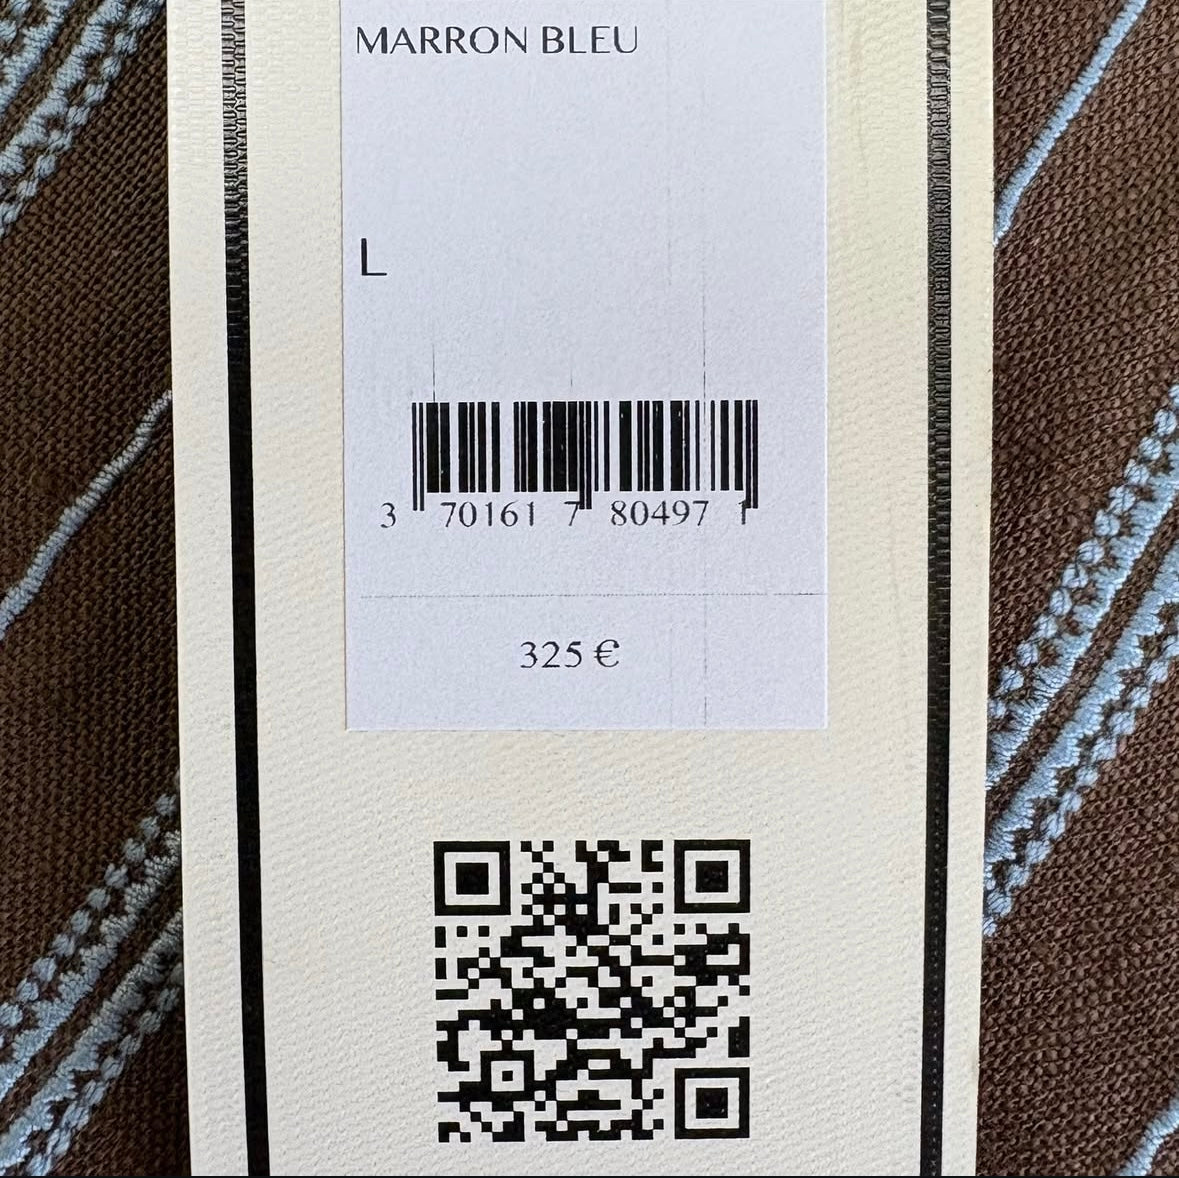 MARRON BLEU
L
3 701617 804971
325 €